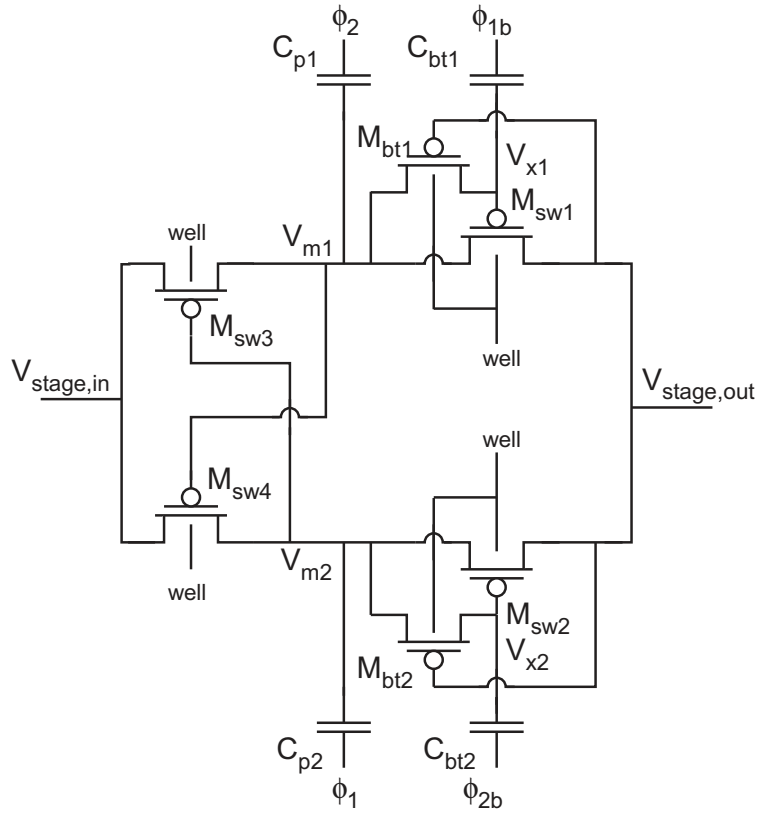 ϕ2 ϕ1b
Cp1 Cbt1
Mbt1 Vx1
Msw1
well Vm1
Msw3 well
Vstage,in Vstage,out
well
Msw4
Vm2
well Msw2
Mbt2 Vx2
Cp2 Cbt2
ϕ1 ϕ2b